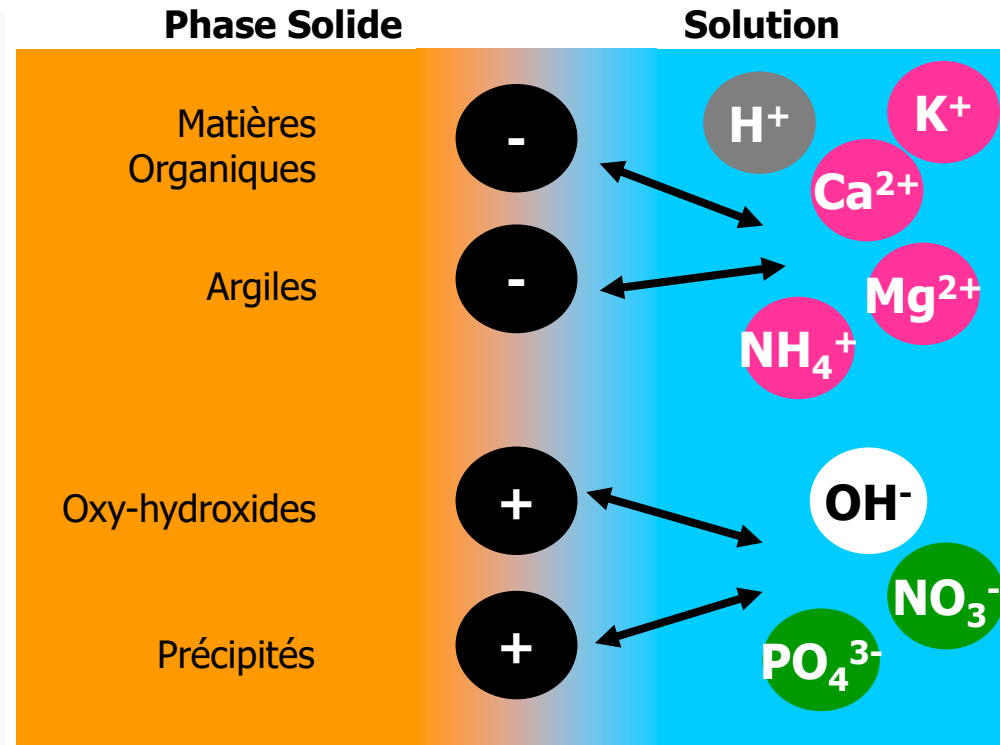 Phase Solide
Solution
Matières
Organiques
-
H⁺
K⁺
Ca²⁺
Argiles
-
Mg²⁺
NH₄⁺
Oxy-hydroxides
+
OH⁻
NO₃⁻
Précipités
+
PO₄³⁻